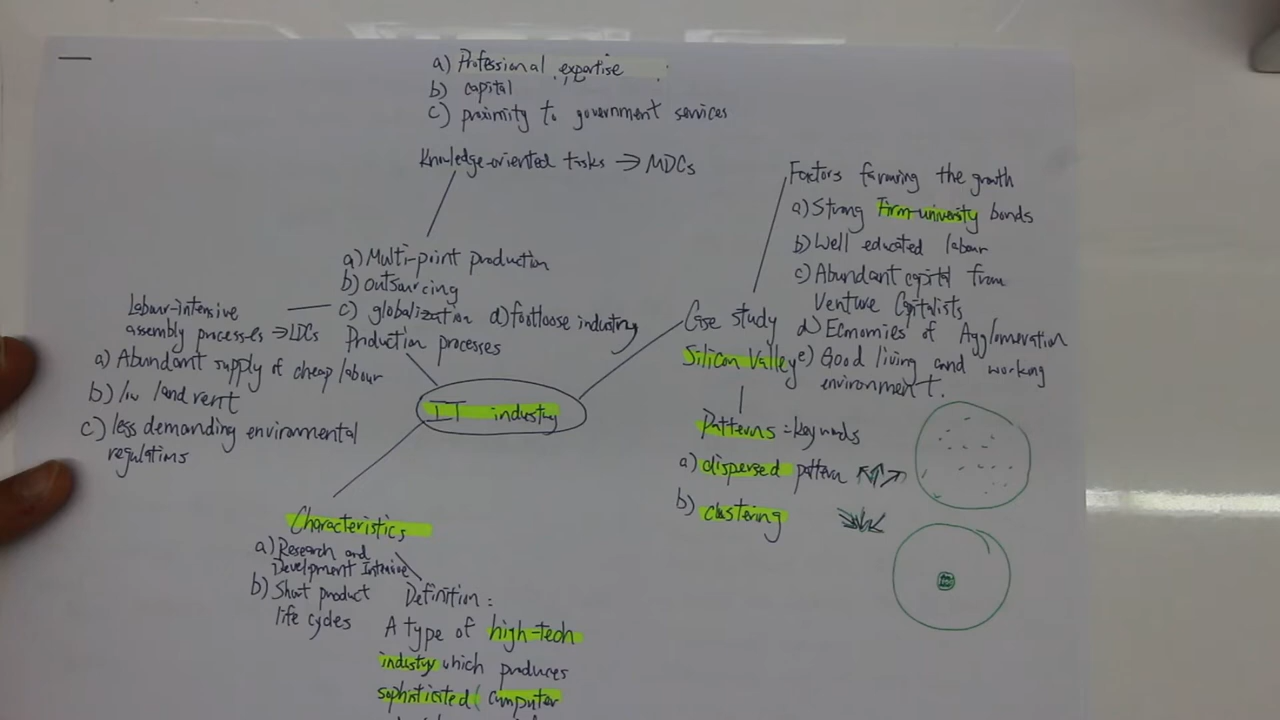 a) Professional expertise
b) capital
c) proximity to government services
Knowledge-oriented tasks → MDCs
a) Multi-point production
b) outsourcing
c) globalization d) footloose industry
Production processes
Labour-intensive
assembly processes → LDCs
a) Abundant supply of cheap labour
b) low land rent
c) less demanding environmental
regulations
IT industry
Case study
Silicon Valley
Factors favouring the growth
a) Strong Firm-university bonds
b) Well educated labour
c) Abundant capital from
Venture Capitalists
d) Economies of Agglomeration
e) Good living and working
environment.
Patterns = keywords
a) dispersed pattern
b) clustering
Characteristics
a) Research and
Development Intensive
b) Short product
life cycles
Definition:
A type of high-tech
industry which produces
sophisticated computer